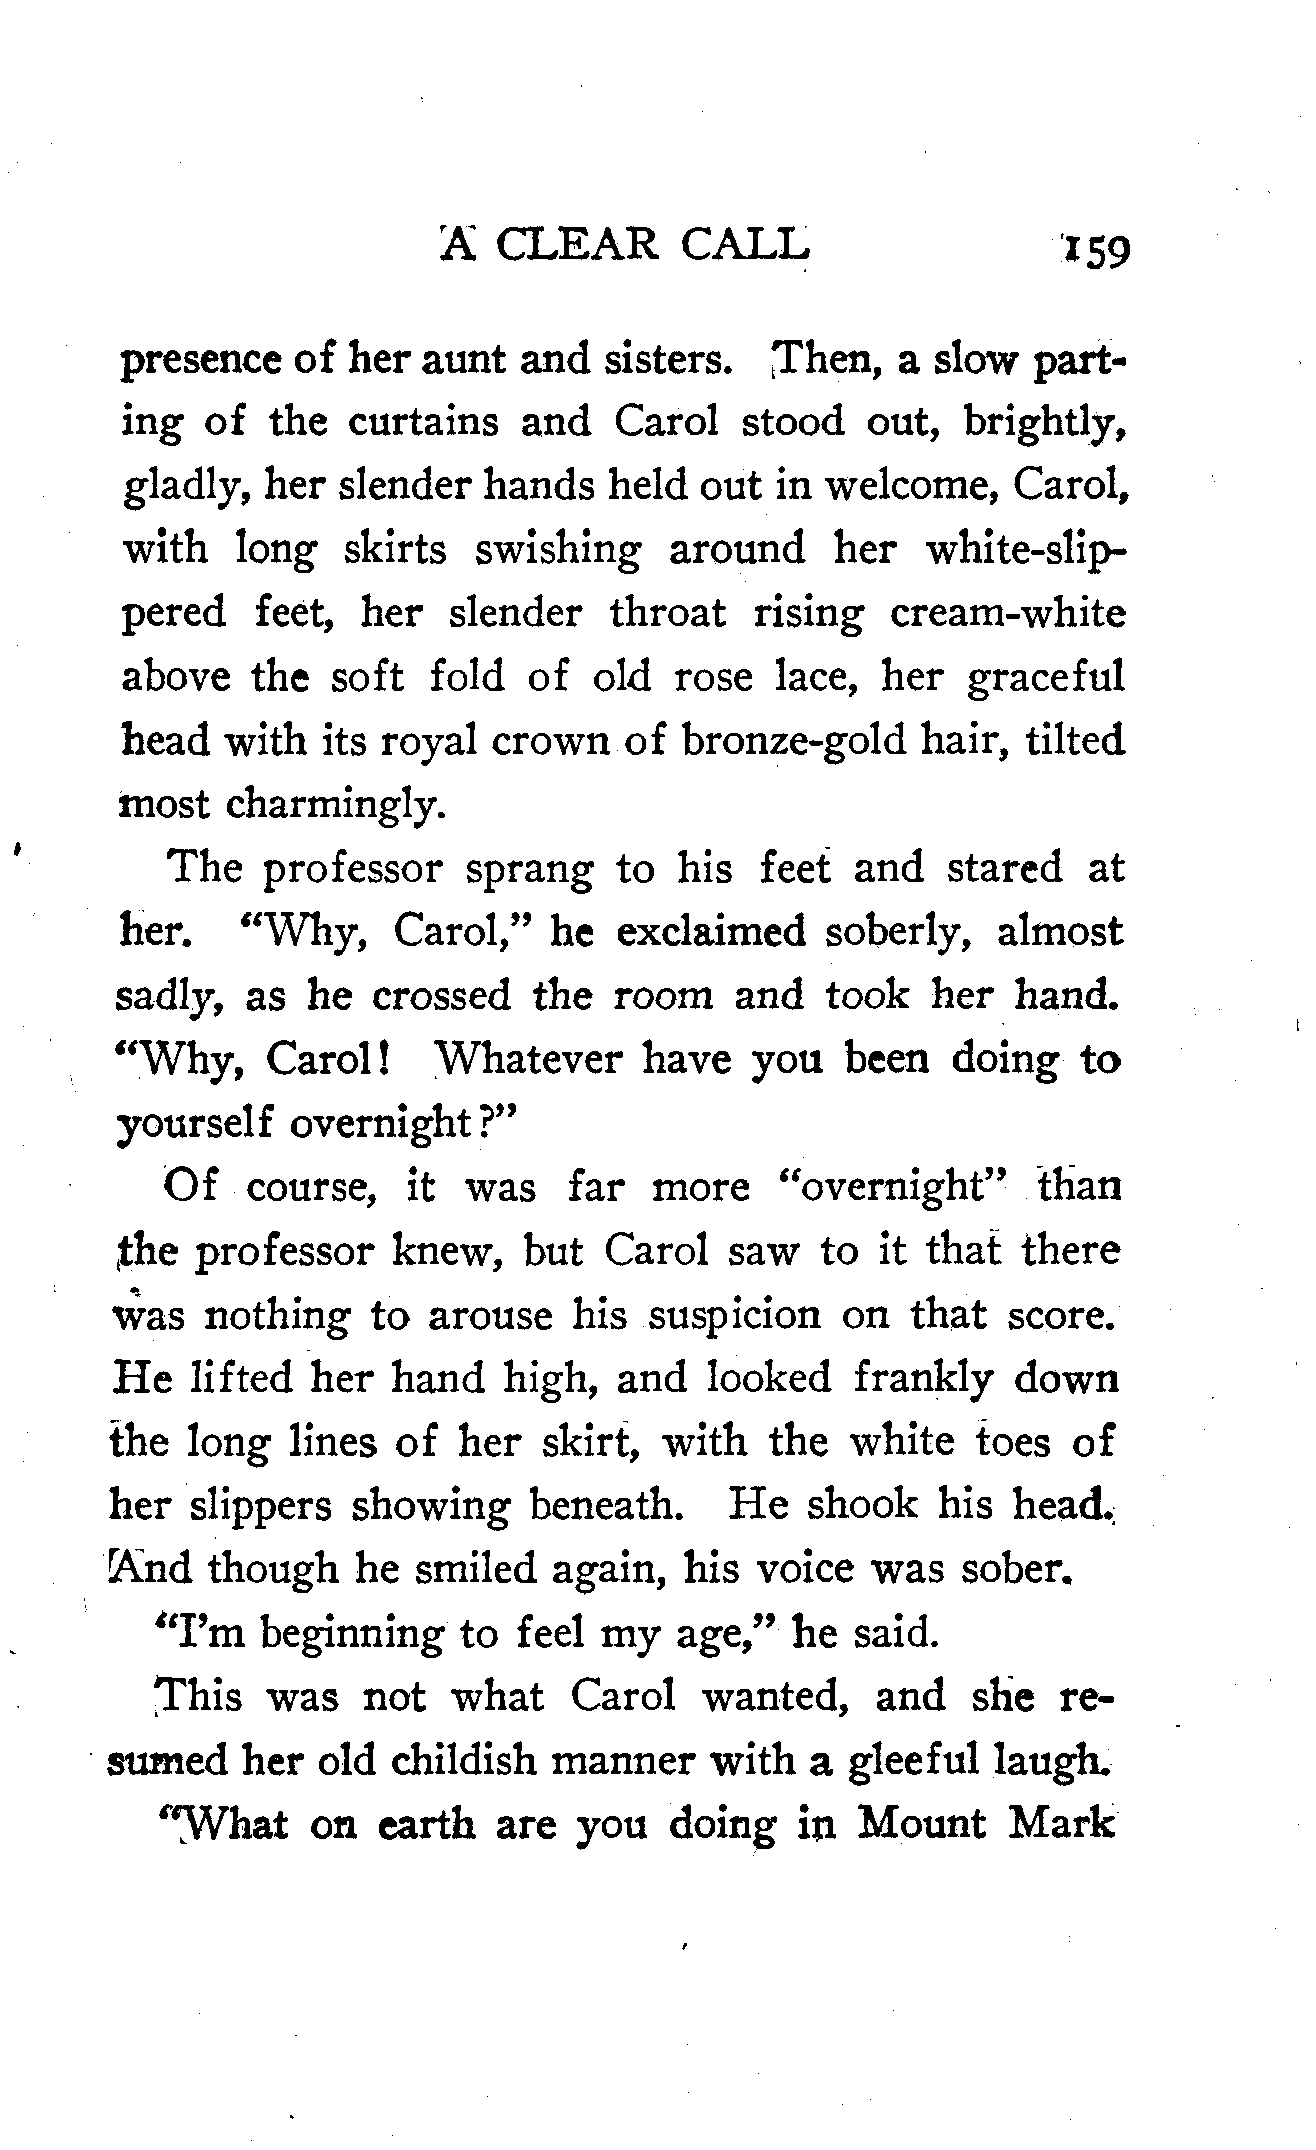 A CLEAR CALL 159
presence of her aunt and sisters. Then, a slow part-
ing of the curtains and Carol stood out, brightly,
gladly, her slender hands held out in welcome, Carol,
with long skirts swishing around her white-slip-
pered feet, her slender throat rising cream-white
above the soft fold of old rose lace, her graceful
head with its royal crown of bronze-gold hair, tilted
most charmingly.
The professor sprang to his feet and stared at
her. "Why, Carol," he exclaimed soberly, almost
sadly, as he crossed the room and took her hand.
"Why, Carol! Whatever have you been doing to
yourself overnight?"
Of course, it was far more "overnight" than
the professor knew, but Carol saw to it that there
was nothing to arouse his suspicion on that score.
He lifted her hand high, and looked frankly down
the long lines of her skirt, with the white toes of
her slippers showing beneath. He shook his head.
And though he smiled again, his voice was sober.
"I'm beginning to feel my age," he said.
This was not what Carol wanted, and she re-
sumed her old childish manner with a gleeful laugh.
"What on earth are you doing in Mount Mark